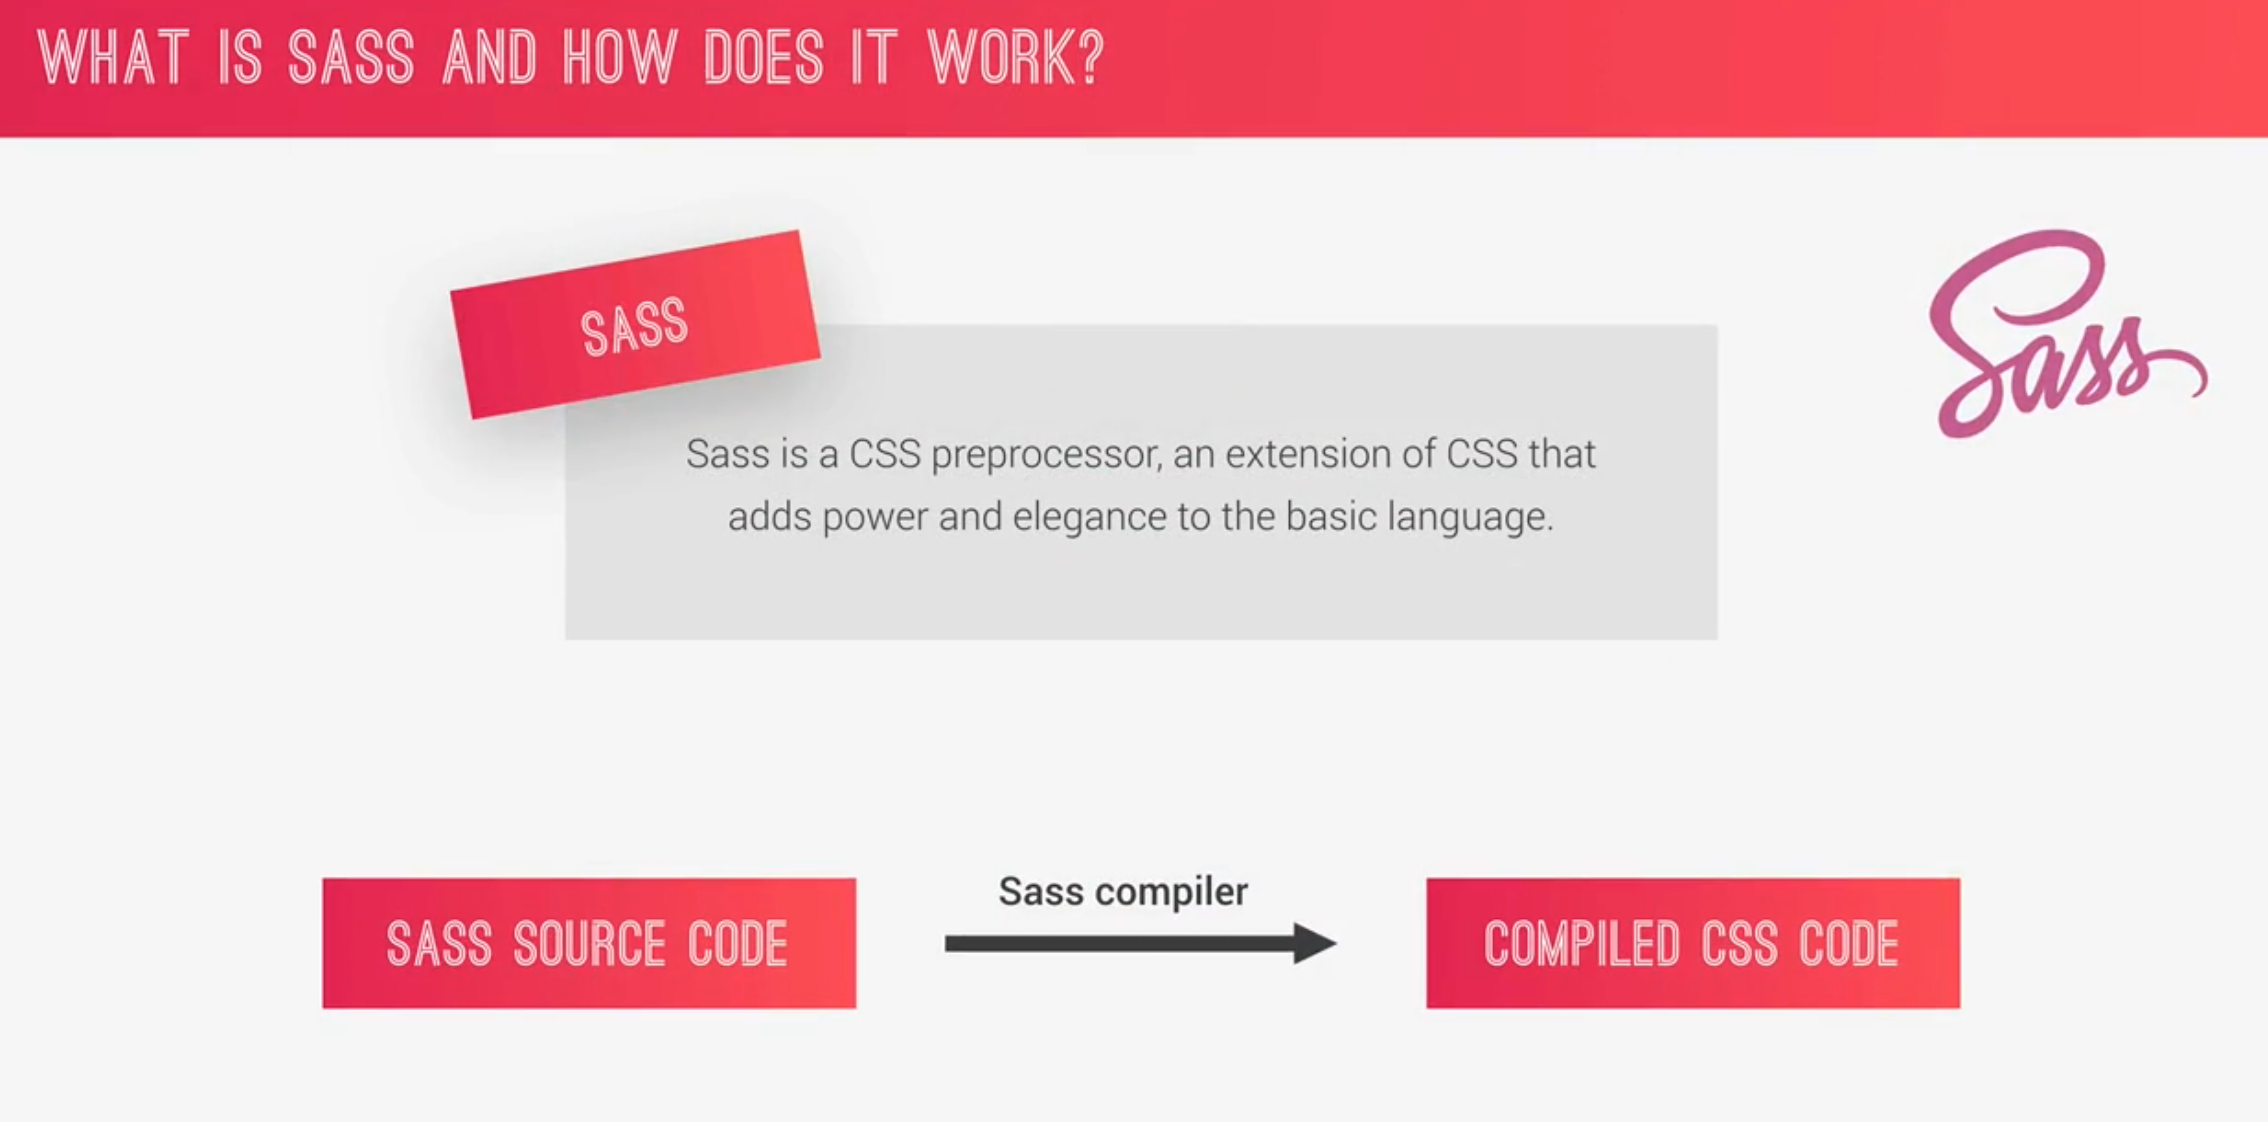 WHAT IS SASS AND HOW DOES IT WORK?
SASS
Sass
Sass is a CSS preprocessor, an extension of CSS that
adds power and elegance to the basic language.
Sass compiler
SASS SOURCE CODE
COMPILED CSS CODE